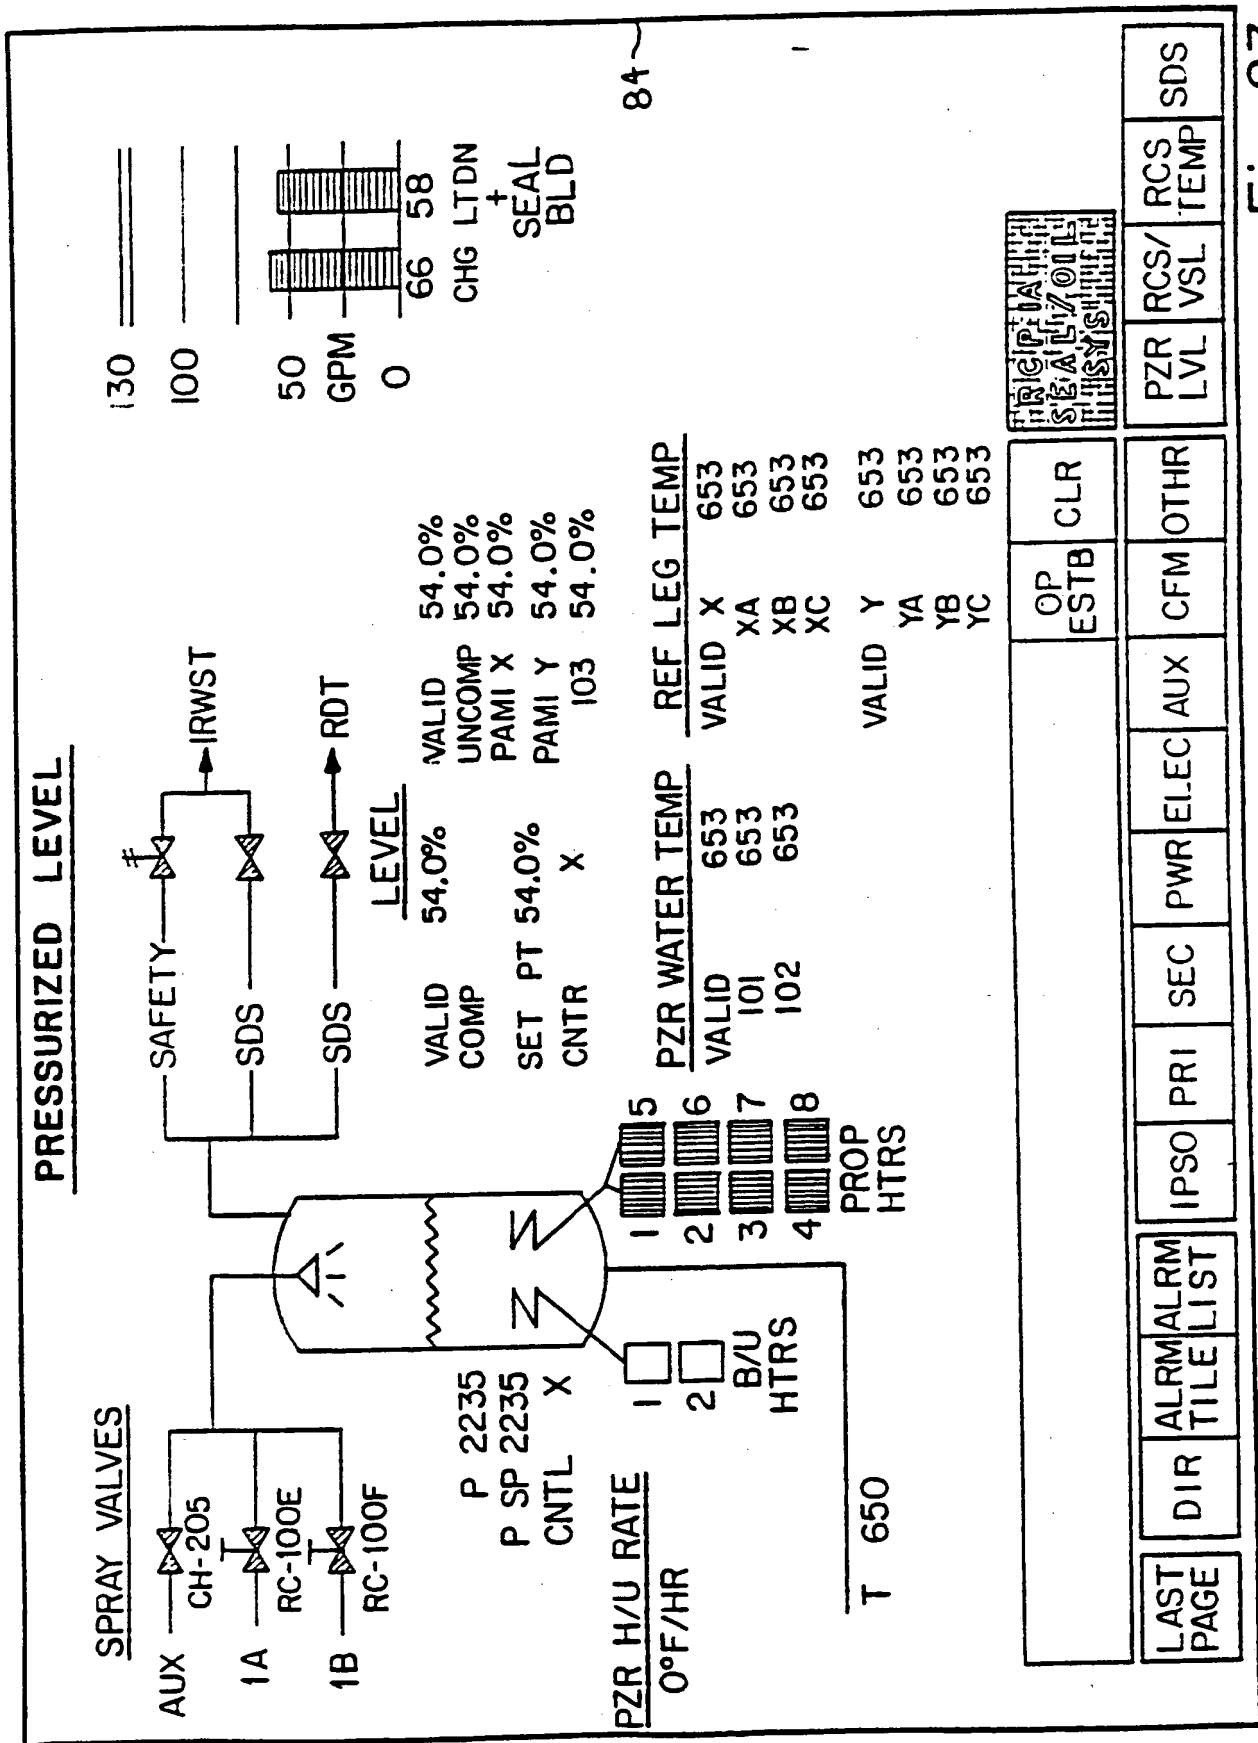 PRESSURIZED LEVEL
SPRAY VALVES
AUX
CH-205
1A
RC-100E
1B
RC-100F
SAFETY
IRWST
SDS
SDS
RDT
130
100
50
GPM
0
66 58
CHG LTDN
+
SEAL
BLD
84
P 2235
P SP 2235
CNTL X
LEVEL
VALID 54.0% VALID 54.0%
COMP UNCOMP 54.0%
PAMI X 54.0%
SET PT 54.0% PAMI Y 54.0%
CNTR X 103 54.0%
PZR H/U RATE
0°F/HR
1
2
B/U
HTRS
1 5
2 6
3 7
4 8
PROP
HTRS
PZR WATER TEMP
VALID 653
101 653
102 653
REF LEG TEMP
VALID X 653
XA 653
XB 653
XC 653
VALID Y 653
YA 653
YB 653
YC 653
T 650
OP
ESTB
CLR
RCP 1A
SEAL/OIL
SYS
LAST
PAGE
DIR
ALRM
TILE
ALRM
LIST
IPSO
PRI
SEC
PWR
ELEC
AUX
CFM
OTHR
PZR
LVL
RCS/
VSL
RCS
TEMP
SDS